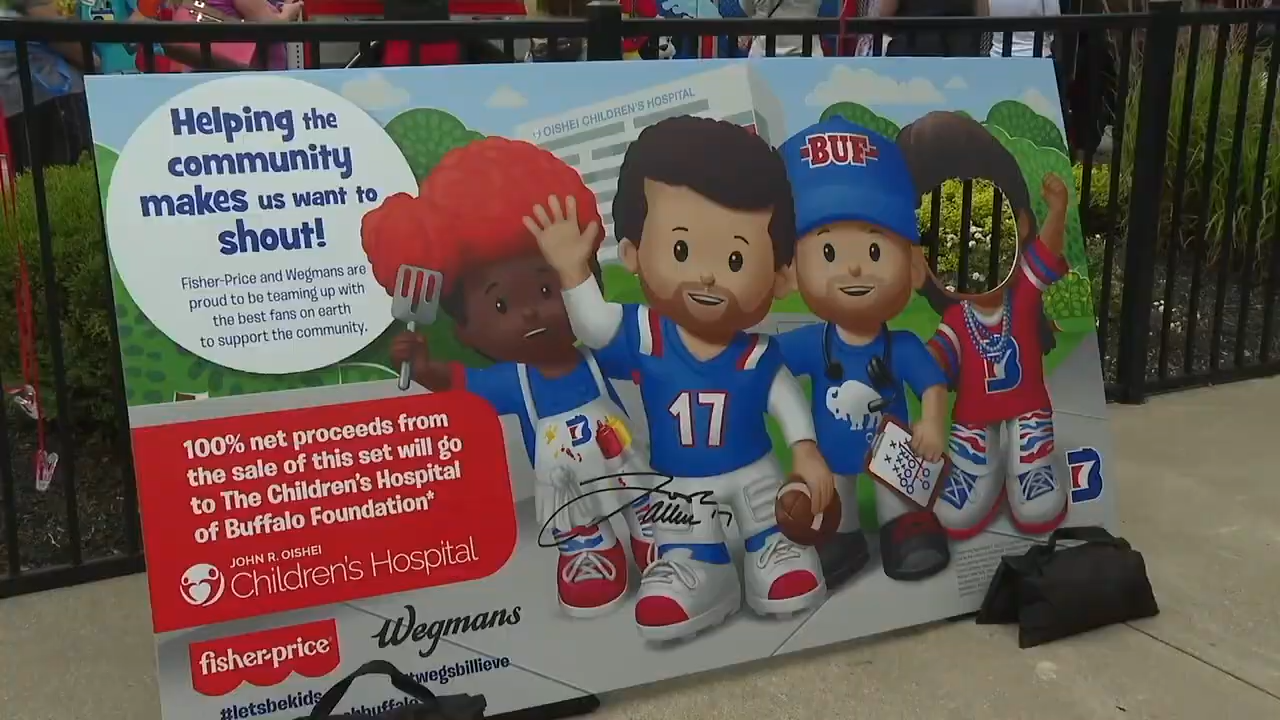 Helping the
community
makes us want to
shout!
Fisher-Price and Wegmans are
proud to be teaming up with
the best fans on earth
to support the community.
100% net proceeds from
the sale of this set will go
to The Children's Hospital
of Buffalo Foundation*
JOHN R. OISHEI
Children's Hospital
fisher-price
Wegmans
#letsbekids
wegsbillieve
OISHEI CHILDREN'S HOSPITAL
BUF
17
Josh
Allen 17